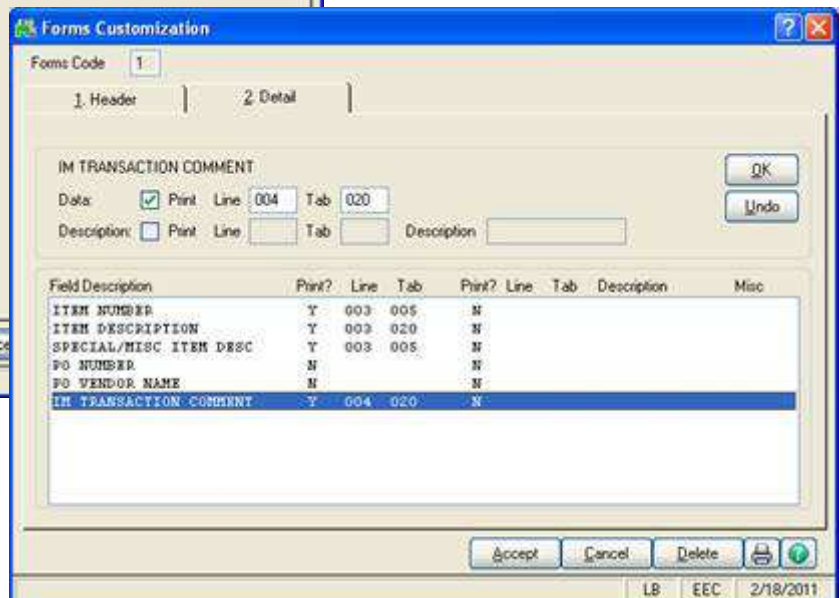 Forms Customization
Forms Code 1
1. Header 2. Detail
IM TRANSACTION COMMENT
OK
Data: Print Line 004 Tab 020
Undo
Description: Print Line Tab Description
Field Description Print? Line Tab Print? Line Tab Description Misc
ITEM NUMBER Y 003 005 N
ITEM DESCRIPTION Y 003 020 N
SPECIAL/MISC ITEM DESC Y 003 005 N
PO NUMBER N N
PO VENDOR NAME N N
IM TRANSACTION COMMENT Y 004 020 N
Accept Cancel Delete
LB EEC 2/18/2011